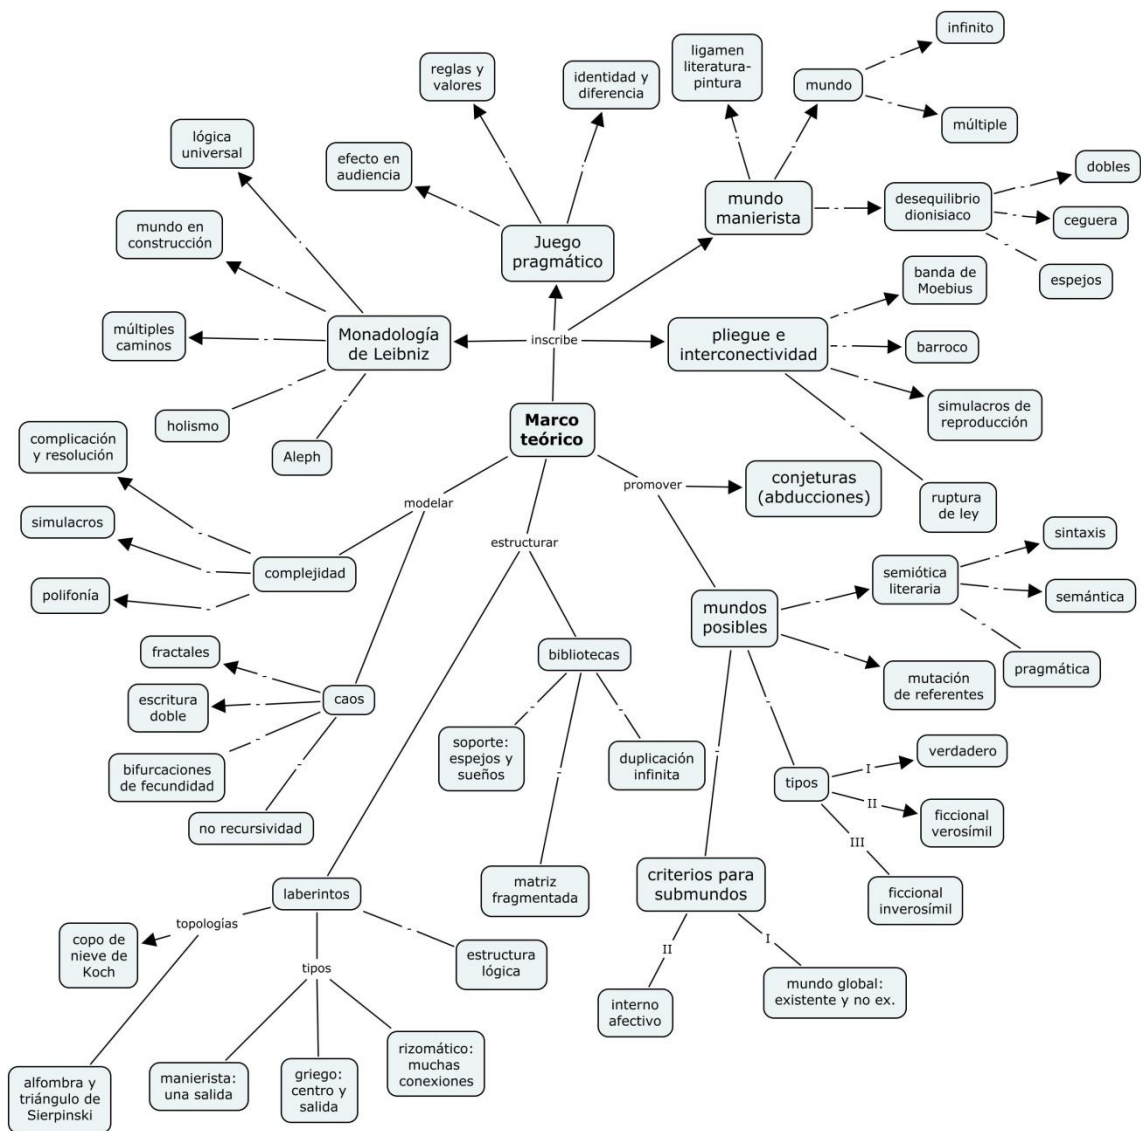 infinito
ligamen
literatura-
pintura
reglas y
valores
identidad y
diferencia
mundo
múltiple
lógica
universal
efecto en
audiencia
mundo
manierista
desequilibrio
dionisiaco
dobles
ceguera
espejos
mundo en
construcción
Juego
pragmático
banda de
Moebius
múltiples
caminos
Monadología
de Leibniz
inscribe
pliegue e
interconectividad
barroco
simulacros de
reproducción
holismo
Aleph
Marco
teórico
complicación
y resolución
modelar
promover
conjeturas
(abducciones)
ruptura
de ley
simulacros
estructurar
sintaxis
complejidad
semiótica
literaria
semántica
polifonía
mundos
posibles
pragmática
fractales
bibliotecas
mutación
de referentes
escritura
doble
caos
soporte:
espejos y
sueños
duplicación
infinita
verdadero
I
tipos
II
ficcional
verosímil
III
bifurcaciones
de fecundidad
no recursividad
matriz
fragmentada
criterios para
submundos
ficcional
inverosímil
laberintos
topologías
copo de
nieve de
Koch
tipos
estructura
lógica
II
I
interno
afectivo
mundo global:
existente y no ex.
alfombra y
triángulo de
Sierpinski
manierista:
una salida
griego:
centro y
salida
rizomático:
muchas
conexiones